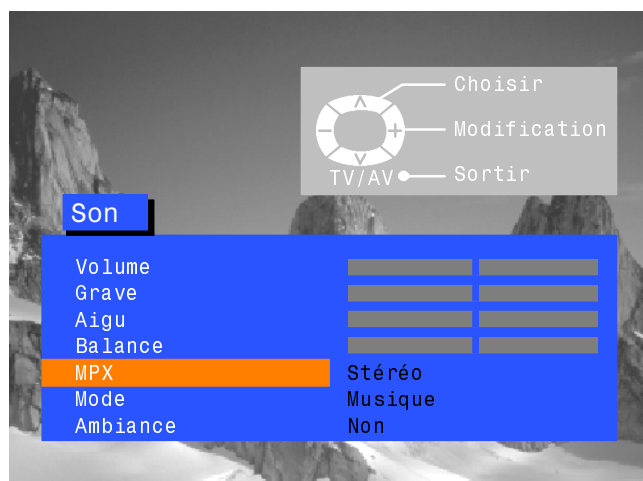 Choisir
Modification
TV/AV Sortir
Son
Volume
Grave
Aigu
Balance
MPX Stéréo
Mode Musique
Ambiance Non